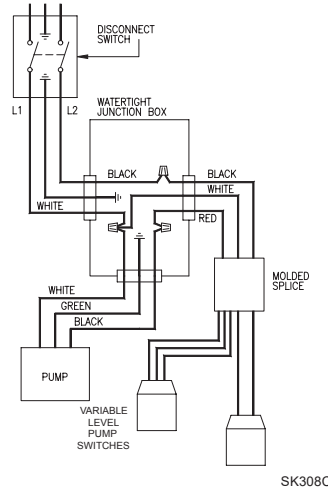 DISCONNECT
SWITCH
L1
L2
WATERTIGHT
JUNCTION BOX
BLACK
BLACK
WHITE
WHITE
RED
MOLDED
SPLICE
WHITE
GREEN
BLACK
PUMP
VARIABLE
LEVEL
PUMP
SWITCHES
SK308C